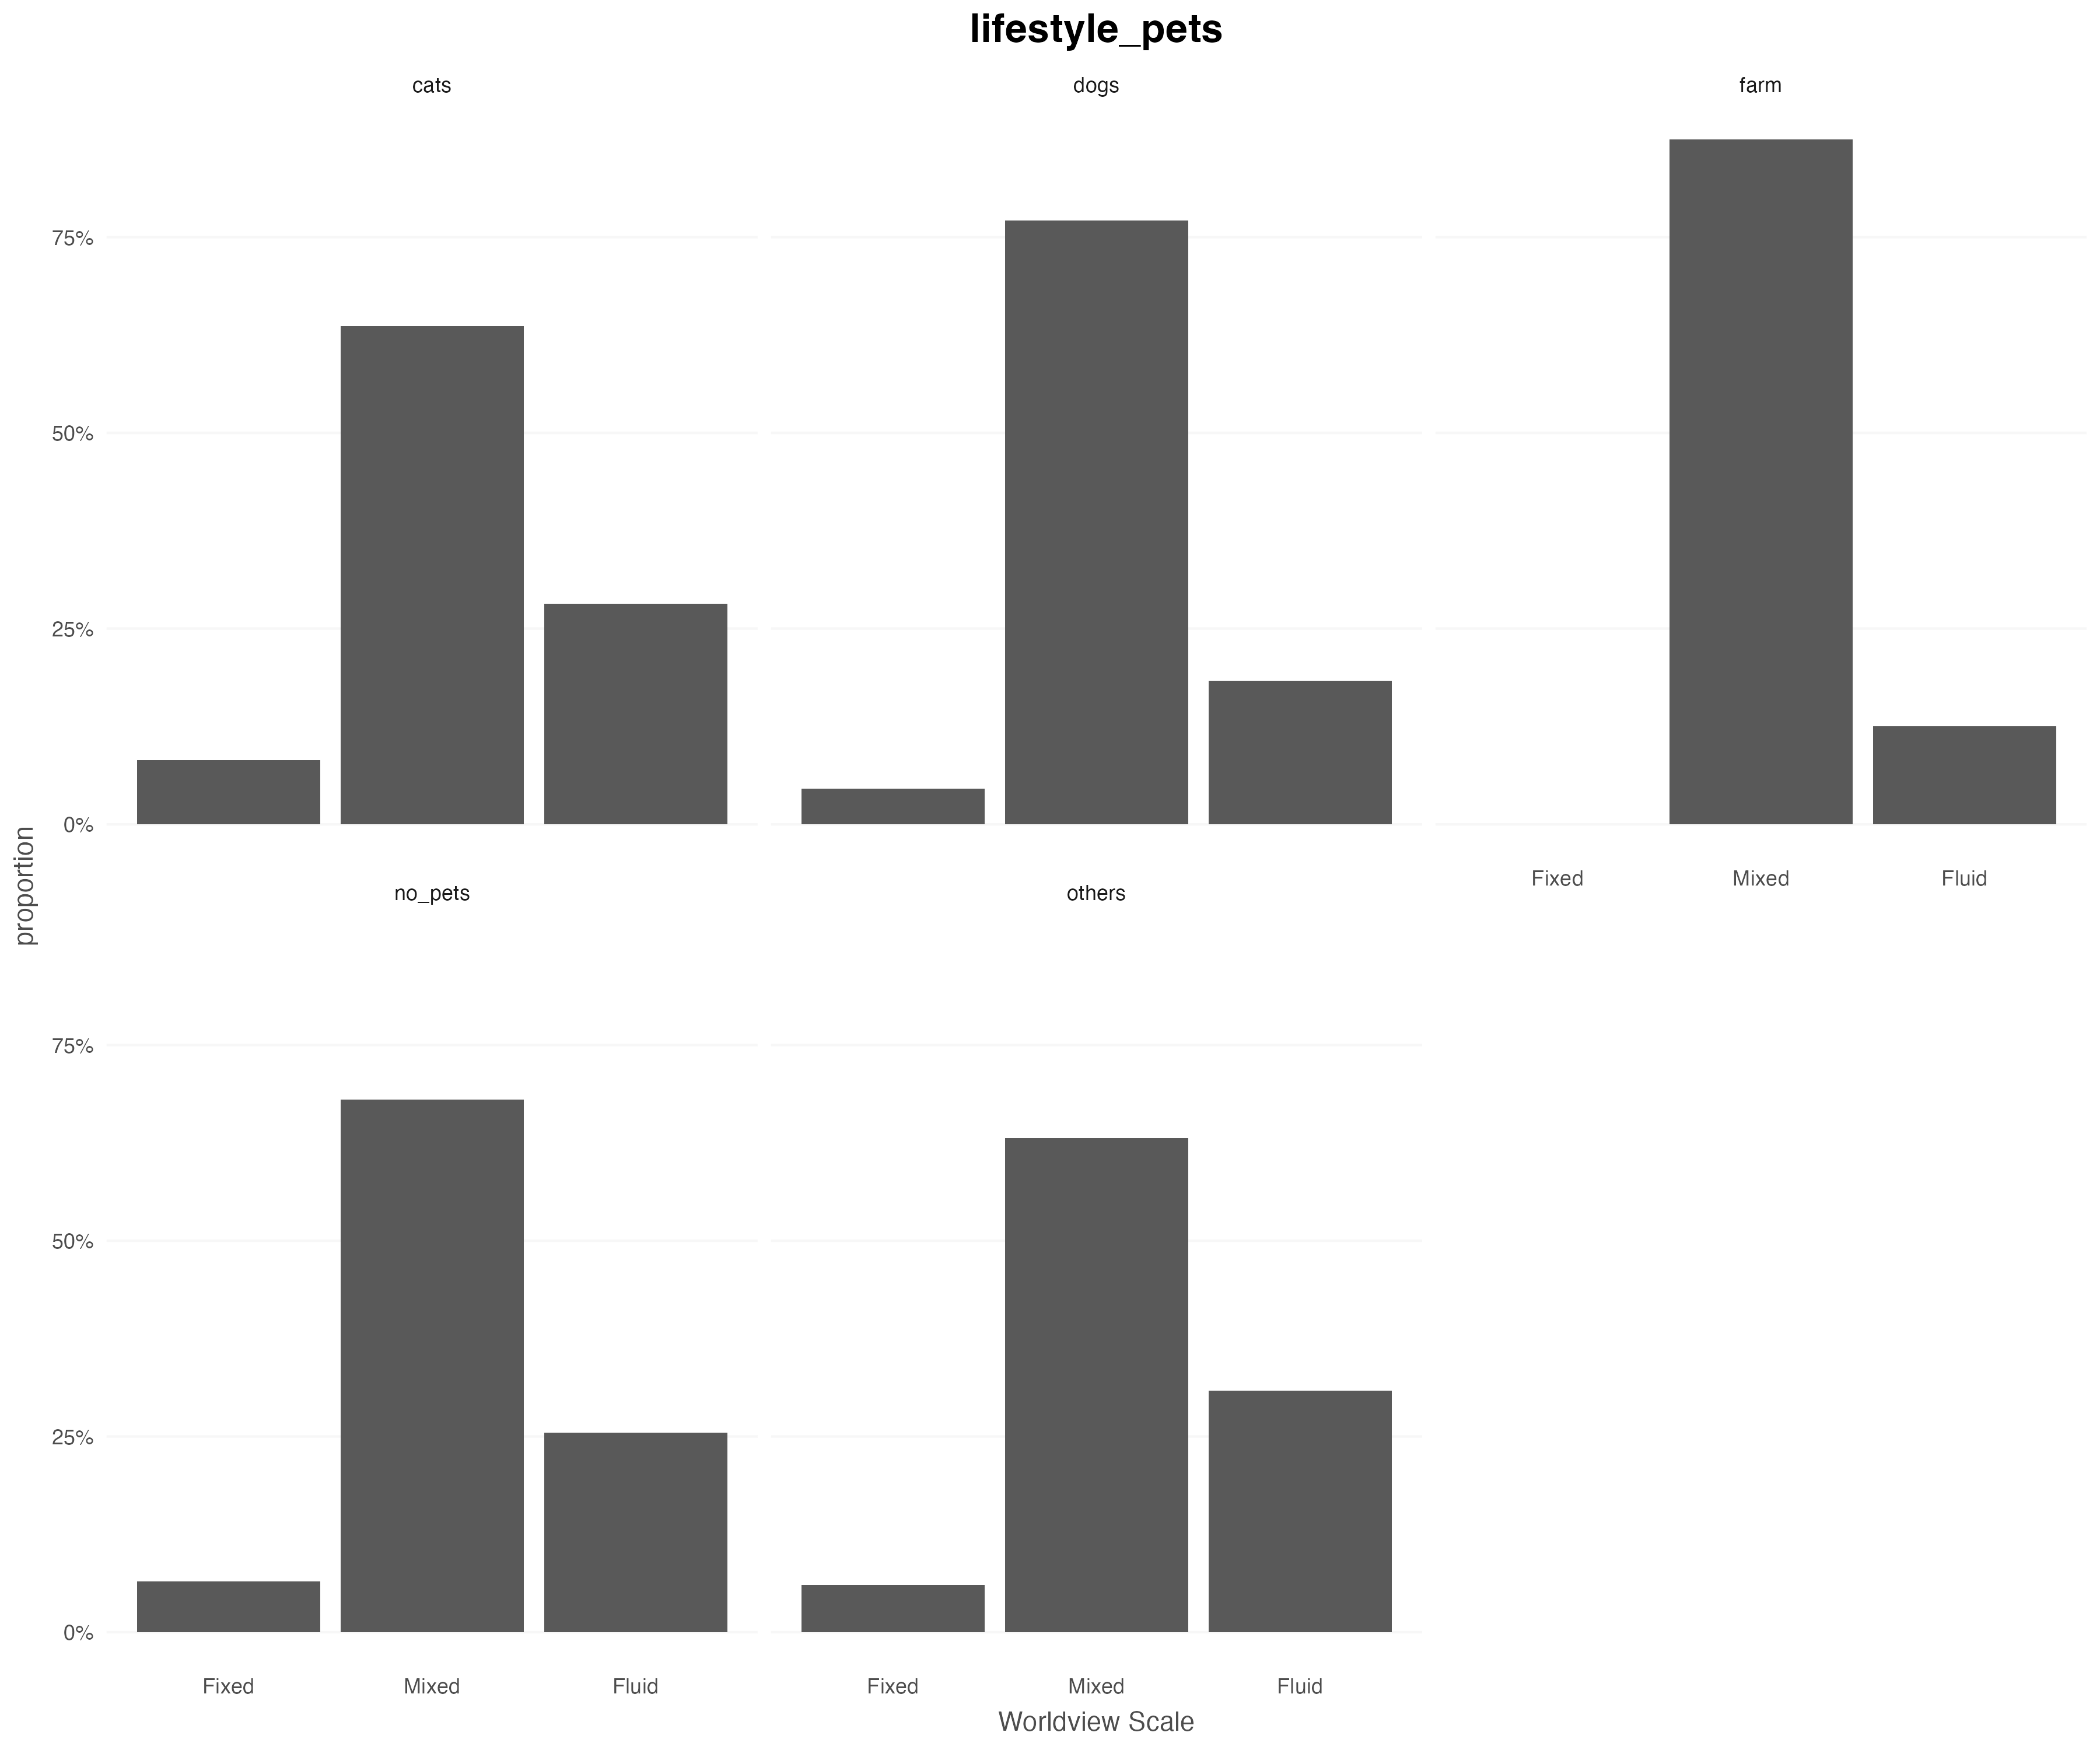 lifestyle_pets
cats
dogs
farm
75%
50%
25%
0%
Fixed
Mixed
Fluid
proportion
no_pets
others
75%
50%
25%
0%
Fixed
Mixed
Fluid
Fixed
Mixed
Fluid
Worldview Scale